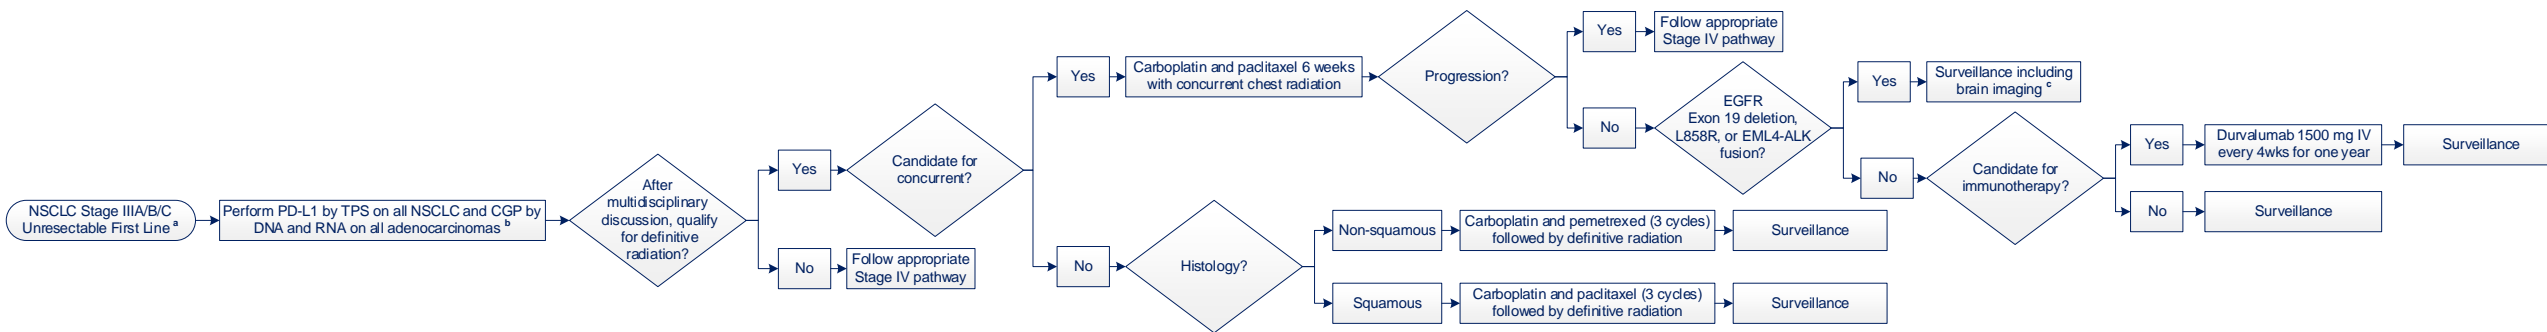 NSCLC Stage IIIA/B/C
Unresectable First Line a
Perform PD-L1 by TPS on all NSCLC and CGP by
DNA and RNA on all adenocarcinomas b
After
multidisciplinary
discussion, qualify
for definitive
radiation?
Yes
No
Follow appropriate
Stage IV pathway
Candidate for
concurrent?
Yes
Carboplatin and paclitaxel 6 weeks
with concurrent chest radiation
Progression?
Yes
Follow appropriate
Stage IV pathway
No
EGFR
Exon 19 deletion,
L858R, or EML4-ALK
fusion?
Yes
Surveillance including
brain imaging c
No
Candidate for
immunotherapy?
Yes
Durvalumab 1500 mg IV
every 4wks for one year
Surveillance
No
Surveillance
No
Histology?
Non-squamous
Carboplatin and pemetrexed (3 cycles)
followed by definitive radiation
Surveillance
Squamous
Carboplatin and paclitaxel (3 cycles)
followed by definitive radiation
Surveillance